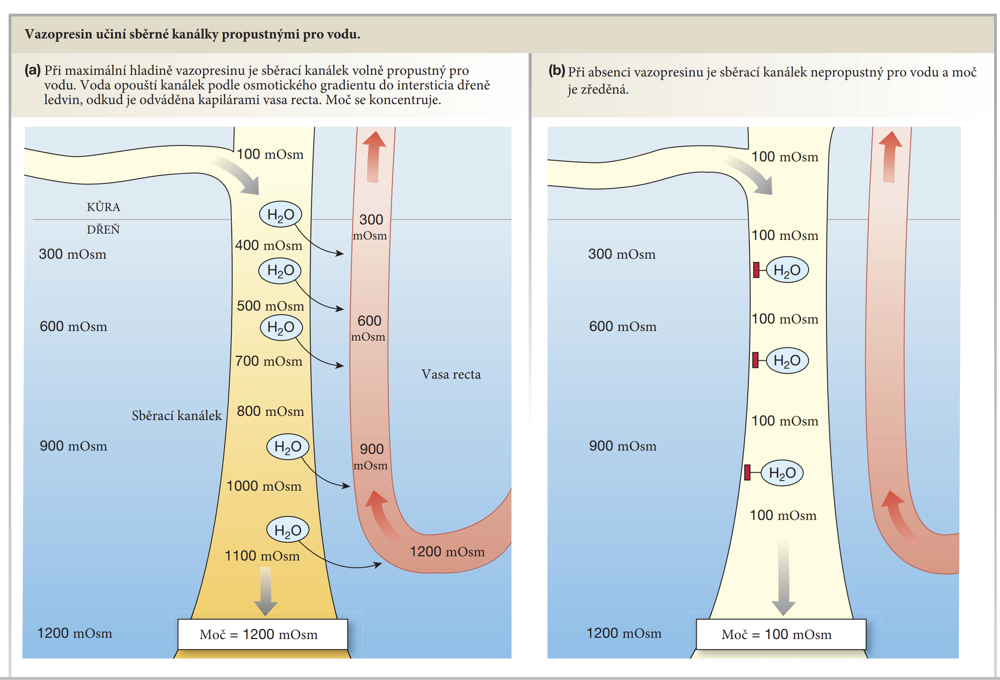 Vazopresin učiní sběrné kanálky propustnými pro vodu.
(a) Při maximální hladině vazopresinu je sběrací kanálek volně propustný pro
vodu. Voda opouští kanálek podle osmotického gradientu do intersticia dřeně
ledvin, odkud je odváděna kapilárami vasa recta. Moč se koncentruje.
100 mOsm
KŮRA
H₂O
300
mOsm
DŘEŇ
400 mOsm
300 mOsm
H₂O
500 mOsm
600
mOsm
600 mOsm
H₂O
700 mOsm
Vasa recta
800 mOsm
Sběrací kanálek
900 mOsm
H₂O
900
mOsm
1000 mOsm
H₂O
1100 mOsm
1200 mOsm
1200 mOsm
Moč = 1200 mOsm
(b) Při absenci vazopresinu je sběrací kanálek nepropustný pro vodu a moč
je zředěná.
100 mOsm
100 mOsm
300 mOsm
H₂O
100 mOsm
600 mOsm
H₂O
100 mOsm
900 mOsm
H₂O
100 mOsm
1200 mOsm
Moč = 100 mOsm